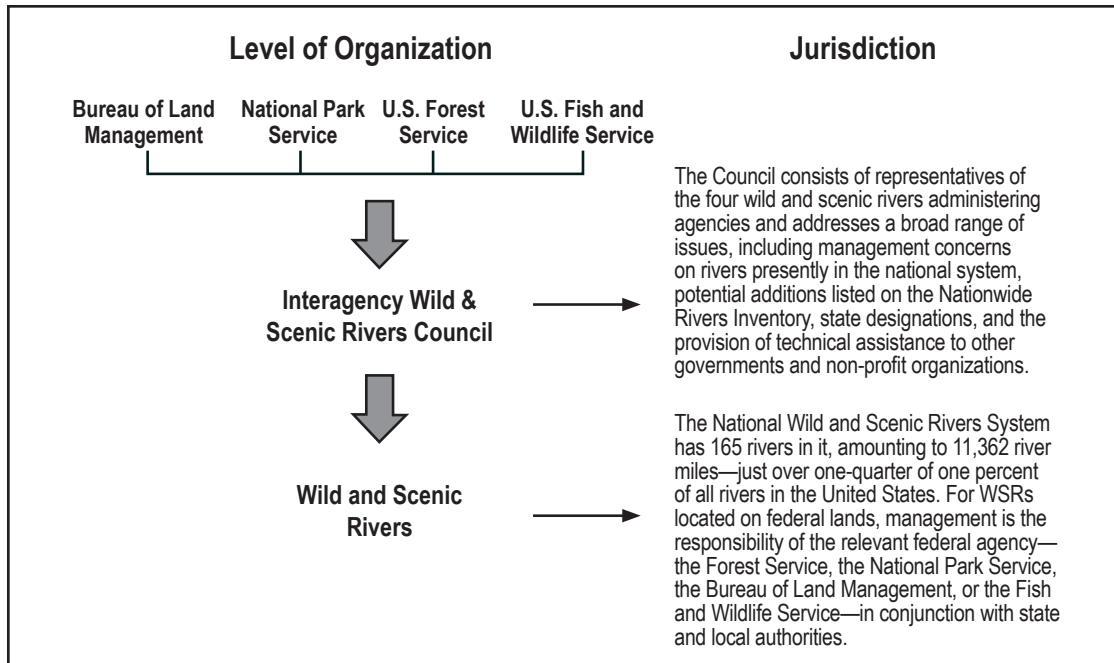 Level of Organization
Jurisdiction
Bureau of Land
Management
National Park
Service
U.S. Forest
Service
U.S. Fish and
Wildlife Service
Interagency Wild &
Scenic Rivers Council
The Council consists of representatives of
the four wild and scenic rivers administering
agencies and addresses a broad range of
issues, including management concerns
on rivers presently in the national system,
potential additions listed on the Nationwide
Rivers Inventory, state designations, and the
provision of technical assistance to other
governments and non-profit organizations.
Wild and Scenic
Rivers
The National Wild and Scenic Rivers System
has 165 rivers in it, amounting to 11,362 river
miles—just over one-quarter of one percent
of all rivers in the United States. For WSRs
located on federal lands, management is the
responsibility of the relevant federal agency—
the Forest Service, the National Park Service,
the Bureau of Land Management, or the Fish
and Wildlife Service—in conjunction with state
and local authorities.